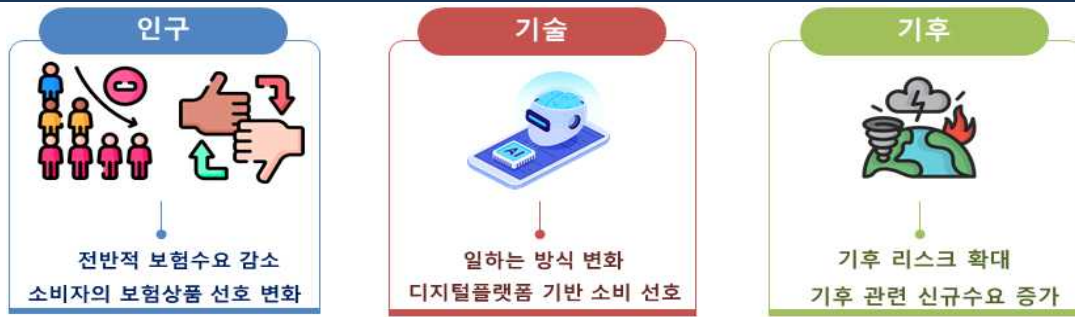 인구
전반적 보험수요 감소
소비자의 보험상품 선호 변화
기술
AI
일하는 방식 변화
디지털플랫폼 기반 소비 선호
기후
기후 리스크 확대
기후 관련 신규수요 증가